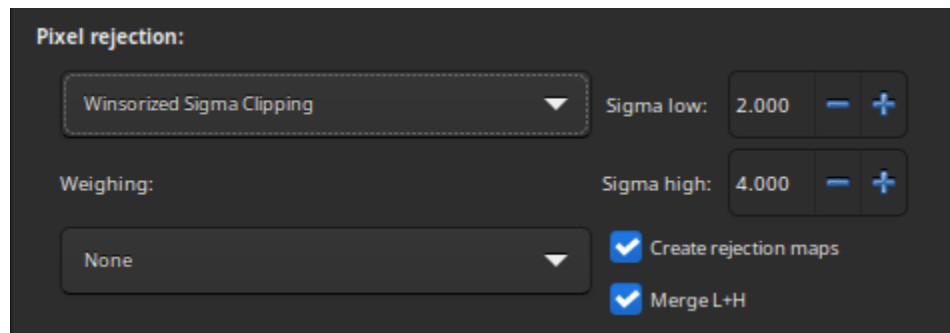 Pixel rejection:
Winsorized Sigma Clipping
Sigma low: 2.000
Weighing:
Sigma high: 4.000
None
Create rejection maps
Merge L+H